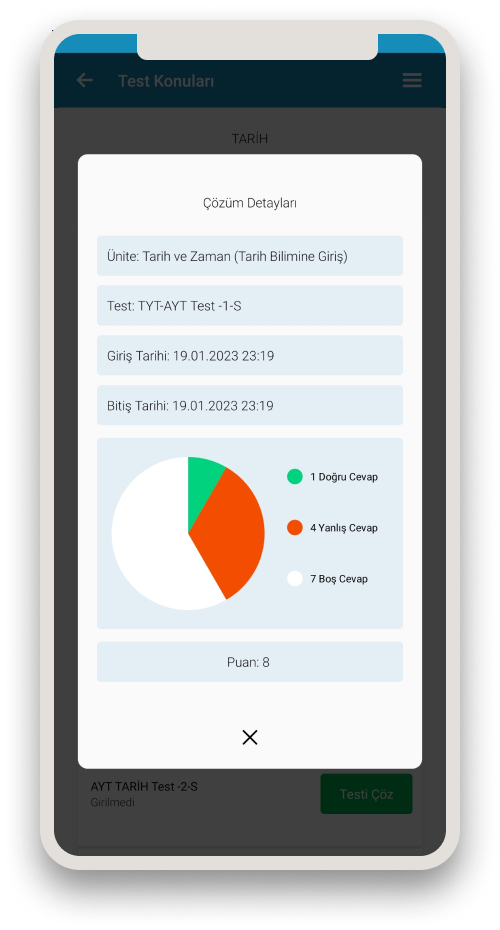 Test Konuları
TARİH
Çözüm Detayları
Ünite: Tarih ve Zaman (Tarih Bilimine Giriş)
Test: TYT-AYT Test -1-S
Giriş Tarihi: 19.01.2023 23:19
Bitiş Tarihi: 19.01.2023 23:19
1 Doğru Cevap
4 Yanlış Cevap
7 Boş Cevap
Puan: 8
AYT TARİH Test -2-S
Girilmedi
Testi Çöz